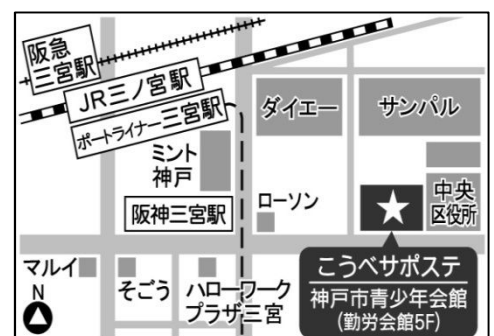 阪急
三宮駅
JR三ノ宮駅
ポートライナー三宮駅
ダイエー
サンパル
ミント
神戸
ローソン
中央
区役所
阪神三宮駅
マルイ
そごう
ハローワーク
プラザ三宮
こうべサポステ
神戸市青少年会館
(勤労会館5F)
N